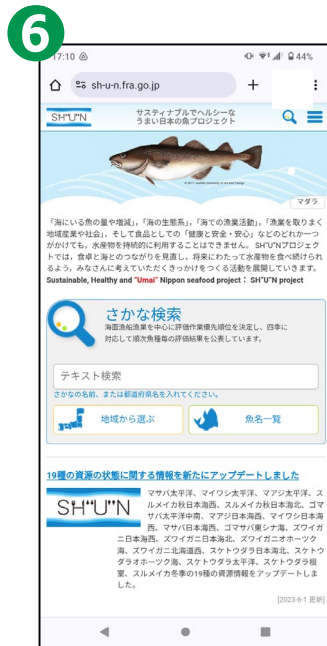 6
17:10
44%
sh-u-n.fra.go.jp
SH"U"N
サスティナブルでヘルシーな
うまい日本の魚プロジェクト
マダラ
「海にいる魚の量や増減」，「海の生態系」，「海での漁業活動」，「漁業を取りまく
地域産業や社会」，そして食品としての「健康と安全・安心」などのどれか一つ
がかけても，水産物を持続的に利用することはできません。 SH"U"Nプロジェク
トでは，食卓と海とのつながりを見直し，将来にわたって水産物を食べ続けられ
るよう，みなさんに考えていただくきっかけをつくる活動を展開していきます。
Sustainable, Healthy and "Umai" Nippon seafood project： SH"U"N project
さかな検索
海面漁船漁業を中心に評価作業優先順位を決定し、四季に
対応して順次魚種毎の評価結果を公表しています。
テキスト検索
さかなの名前、または都道府県名を入れてください。
地域から選ぶ
魚名一覧
19種の資源の状態に関する情報を新たにアップデートしました
SH"U"N
マサバ太平洋、マイワシ太平洋、マアジ太平洋、ス
ルメイカ秋日本海西、スルメイカ秋日本海北、ゴマ
サバ太平洋中南、マアジ日本海西、マイワシ日本海
西、マサバ日本海西、ゴマサバ東シナ海、ズワイガ
ニ日本海西、ズワイガニ日本海北、ズワイガニオホーツク
海、ズワイガニ北海道西、スケトウダラ日本海北、スケトウ
ダラオホーツク海、スケトウダラ太平洋、スケトウダラ根
室、スルメイカ冬季の19種の資源情報をアップデートしま
した。
[2023-6-1 更新]